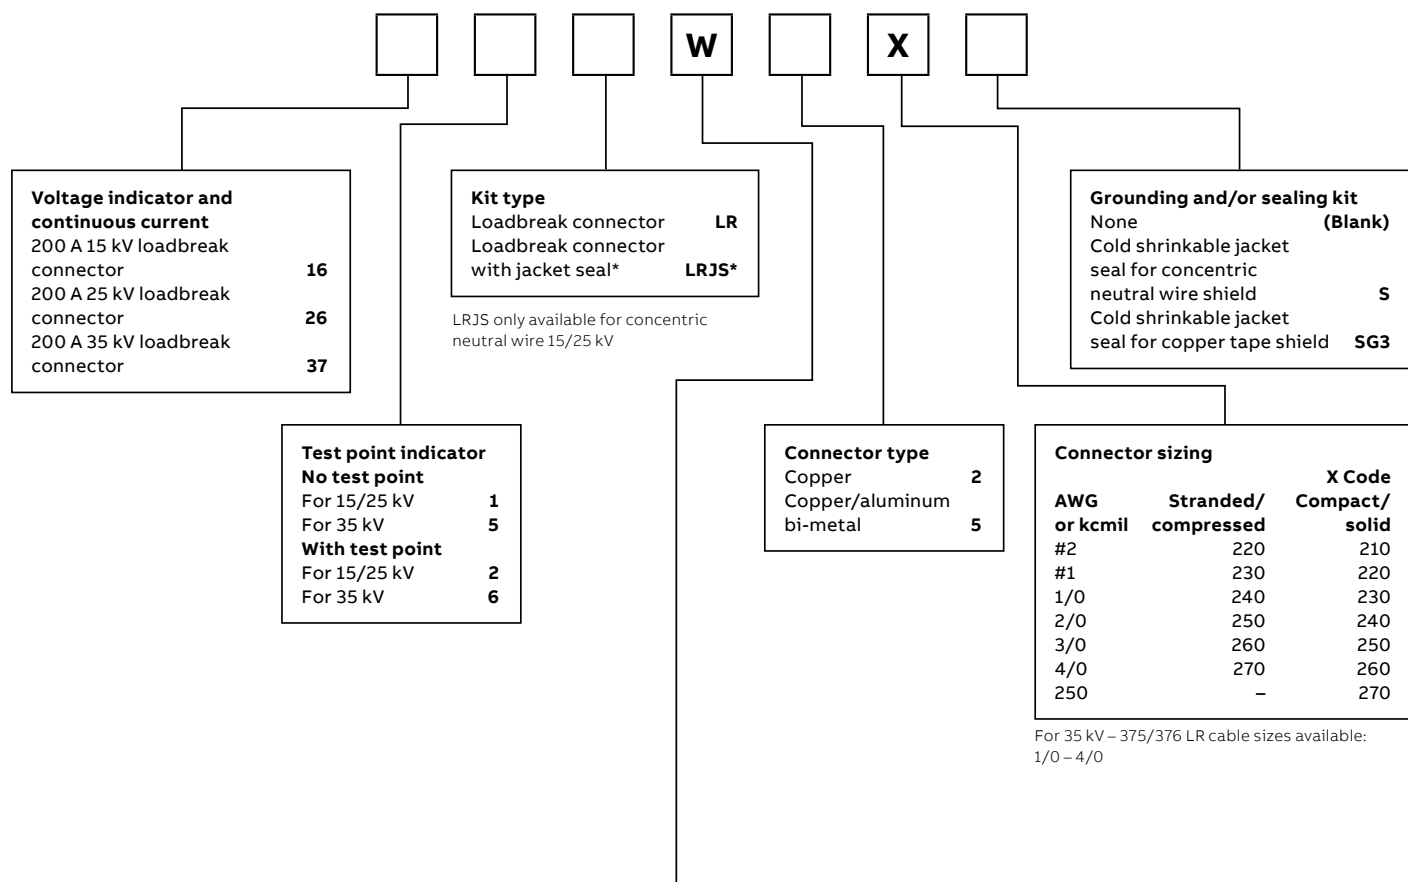 W X
Voltage indicator and
continuous current
200 A 15 kV loadbreak
connector 16
200 A 25 kV loadbreak
connector 26
200 A 35 kV loadbreak
connector 37
Kit type
Loadbreak connector LR
Loadbreak connector
with jacket seal* LRJS*
LRJS only available for concentric
neutral wire 15/25 kV
Grounding and/or sealing kit
None (Blank)
Cold shrinkable jacket
seal for concentric
neutral wire shield S
Cold shrinkable jacket
seal for copper tape shield SG3
Test point indicator
No test point
For 15/25 kV 1
For 35 kV 5
With test point
For 15/25 kV 2
For 35 kV 6
Connector type
Copper 2
Copper/aluminum
bi-metal 5
Connector sizing
X Code
AWG Stranded/ Compact/
or kcmil compressed solid
#2 220 210
#1 230 220
1/0 240 230
2/0 250 240
3/0 260 250
4/0 270 260
250 – 270
For 35 kV – 375/376 LR cable sizes available:
1/0 – 4/0